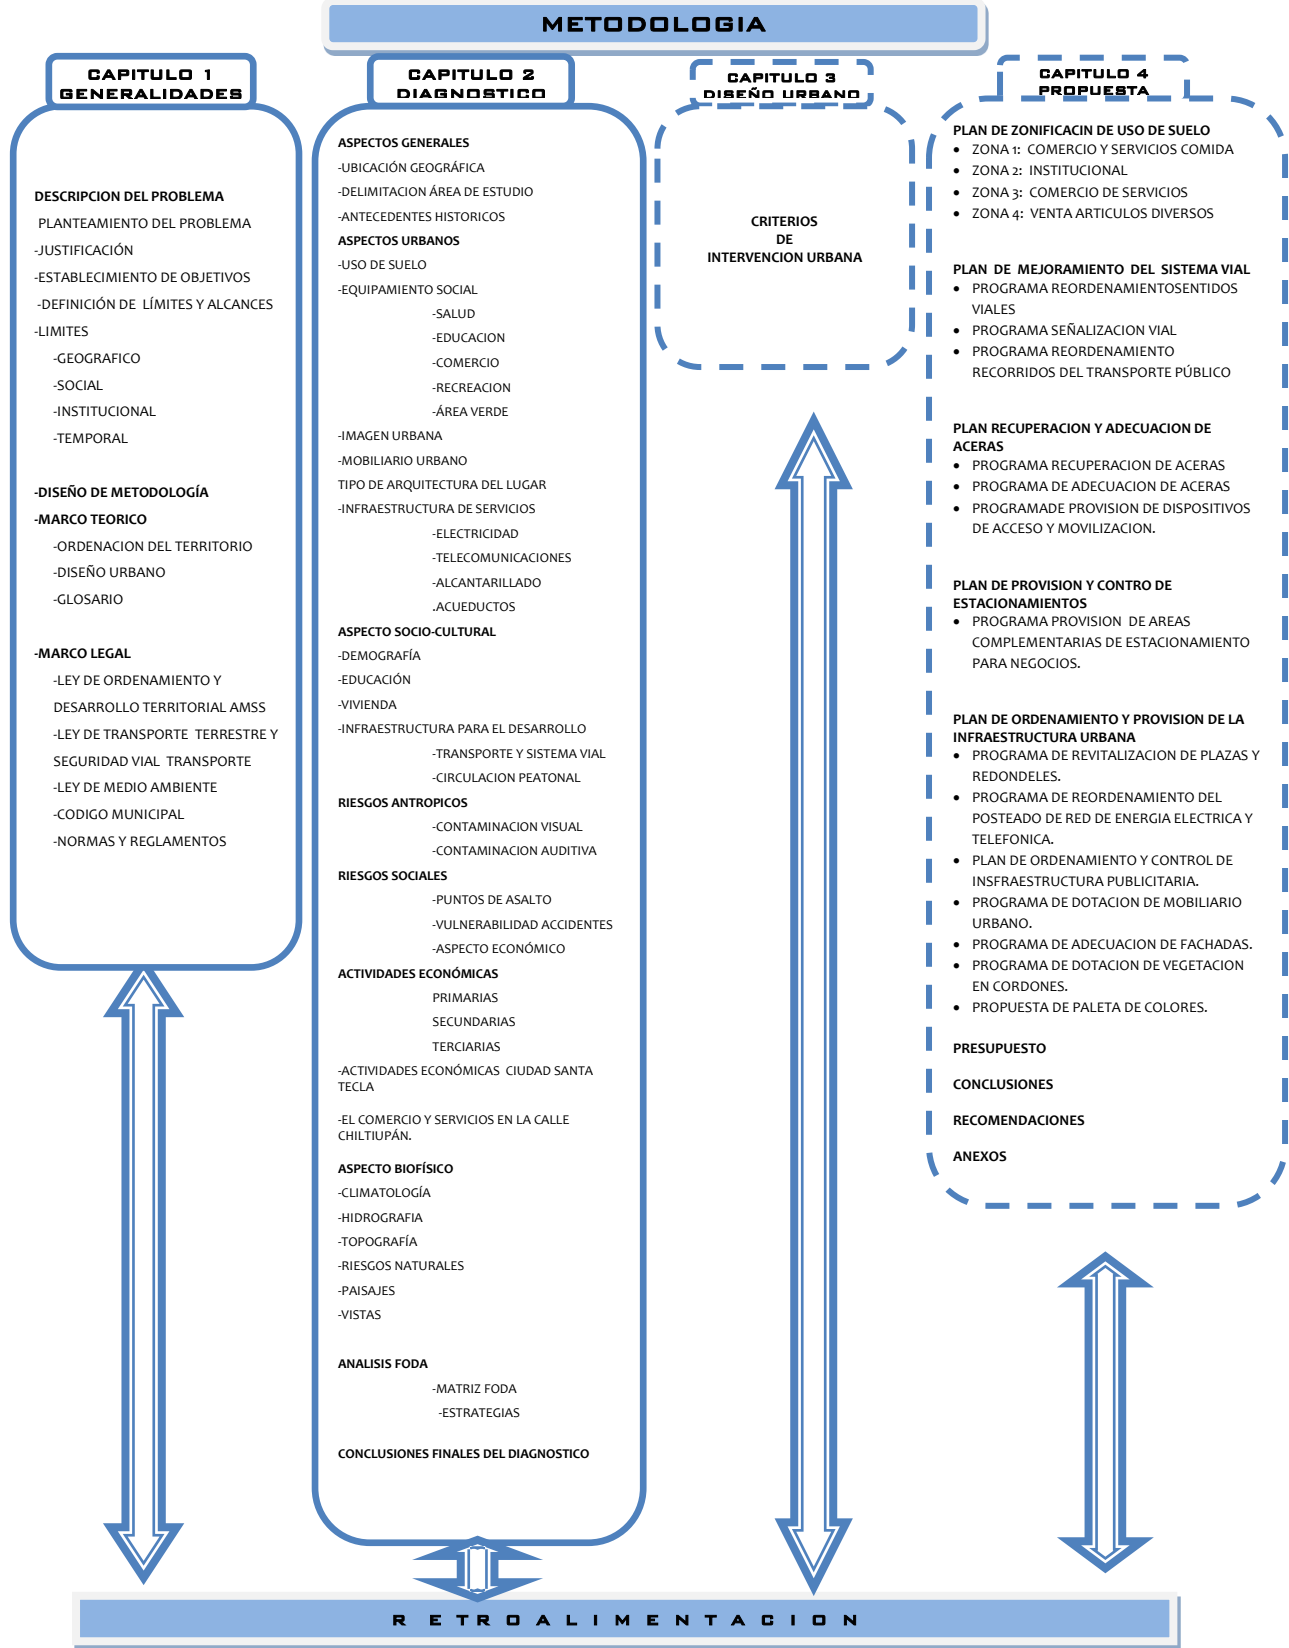 METODOLOGIA
CAPITULO 1
GENERALIDADES
DESCRIPCION DEL PROBLEMA
PLANTEAMIENTO DEL PROBLEMA
-JUSTIFICACIÓN
-ESTABLECIMIENTO DE OBJETIVOS
-DEFINICIÓN DE LÍMITES Y ALCANCES
-LIMITES
-GEOGRAFICO
-SOCIAL
-INSTITUCIONAL
-TEMPORAL
-DISEÑO DE METODOLOGÍA
-MARCO TEORICO
-ORDENACION DEL TERRITORIO
-DISEÑO URBANO
-GLOSARIO
-MARCO LEGAL
-LEY DE ORDENAMIENTO Y
DESARROLLO TERRITORIAL AMSS
-LEY DE TRANSPORTE TERRESTRE Y
SEGURIDAD VIAL TRANSPORTE
-LEY DE MEDIO AMBIENTE
-CODIGO MUNICIPAL
-NORMAS Y REGLAMENTOS
CAPITULO 2
DIAGNOSTICO
ASPECTOS GENERALES
-UBICACIÓN GEOGRÁFICA
-DELIMITACION ÁREA DE ESTUDIO
-ANTECEDENTES HISTORICOS
ASPECTOS URBANOS
-USO DE SUELO
-EQUIPAMIENTO SOCIAL
-SALUD
-EDUCACION
-COMERCIO
-RECREACION
-ÁREA VERDE
-IMAGEN URBANA
-MOBILIARIO URBANO
TIPO DE ARQUITECTURA DEL LUGAR
-INFRAESTRUCTURA DE SERVICIOS
-ELECTRICIDAD
-TELECOMUNICACIONES
-ALCANTARILLADO
.ACUEDUCTOS
ASPECTO SOCIO-CULTURAL
-DEMOGRAFÍA
-EDUCACIÓN
-VIVIENDA
-INFRAESTRUCTURA PARA EL DESARROLLO
-TRANSPORTE Y SISTEMA VIAL
-CIRCULACION PEATONAL
RIESGOS ANTROPICOS
-CONTAMINACION VISUAL
-CONTAMINACION AUDITIVA
RIESGOS SOCIALES
-PUNTOS DE ASALTO
-VULNERABILIDAD ACCIDENTES
-ASPECTO ECONÓMICO
ACTIVIDADES ECONÓMICAS
PRIMARIAS
SECUNDARIAS
TERCIARIAS
-ACTIVIDADES ECONÓMICAS CIUDAD SANTA
TECLA
-EL COMERCIO Y SERVICIOS EN LA CALLE
CHILTIUPÁN.
ASPECTO BIOFÍSICO
-CLIMATOLOGÍA
-HIDROGRAFIA
-TOPOGRAFÍA
-RIESGOS NATURALES
-PAISAJES
-VISTAS
ANALISIS FODA
-MATRIZ FODA
-ESTRATEGIAS
CONCLUSIONES FINALES DEL DIAGNOSTICO
CAPITULO 3
DISEÑO URBANO
CRITERIOS
DE
INTERVENCION URBANA
CAPITULO 4
PROPUESTA
PLAN DE ZONIFICACIN DE USO DE SUELO
• ZONA 1: COMERCIO Y SERVICIOS COMIDA
• ZONA 2: INSTITUCIONAL
• ZONA 3: COMERCIO DE SERVICIOS
• ZONA 4: VENTA ARTICULOS DIVERSOS
PLAN DE MEJORAMIENTO DEL SISTEMA VIAL
• PROGRAMA REORDENAMIENTOSENTIDOS
VIALES
• PROGRAMA SEÑALIZACION VIAL
• PROGRAMA REORDENAMIENTO
RECORRIDOS DEL TRANSPORTE PÚBLICO
PLAN RECUPERACION Y ADECUACION DE
ACERAS
• PROGRAMA RECUPERACION DE ACERAS
• PROGRAMA DE ADECUACION DE ACERAS
• PROGRAMADE PROVISION DE DISPOSITIVOS
DE ACCESO Y MOVILIZACION.
PLAN DE PROVISION Y CONTRO DE
ESTACIONAMIENTOS
• PROGRAMA PROVISION DE AREAS
COMPLEMENTARIAS DE ESTACIONAMIENTO
PARA NEGOCIOS.
PLAN DE ORDENAMIENTO Y PROVISION DE LA
INFRAESTRUCTURA URBANA
• PROGRAMA DE REVITALIZACION DE PLAZAS Y
REDONDELES.
• PROGRAMA DE REORDENAMIENTO DEL
POSTEADO DE RED DE ENERGIA ELECTRICA Y
TELEFONICA.
• PLAN DE ORDENAMIENTO Y CONTROL DE
INSFRAESTRUCTURA PUBLICITARIA.
• PROGRAMA DE DOTACION DE MOBILIARIO
URBANO.
• PROGRAMA DE ADECUACION DE FACHADAS.
• PROGRAMA DE DOTACION DE VEGETACION
EN CORDONES.
• PROPUESTA DE PALETA DE COLORES.
PRESUPUESTO
CONCLUSIONES
RECOMENDACIONES
ANEXOS
R E TR O A L I M E N T A C I O N